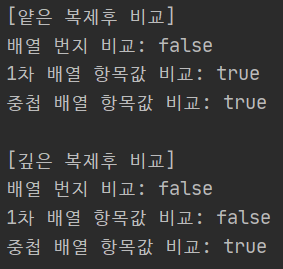 [얕은 복제후 비교]
배열 번지 비교: false
1차 배열 항목값 비교: true
중첩 배열 항목값 비교: true
[깊은 복제후 비교]
배열 번지 비교: false
1차 배열 항목값 비교: false
중첩 배열 항목값 비교: true